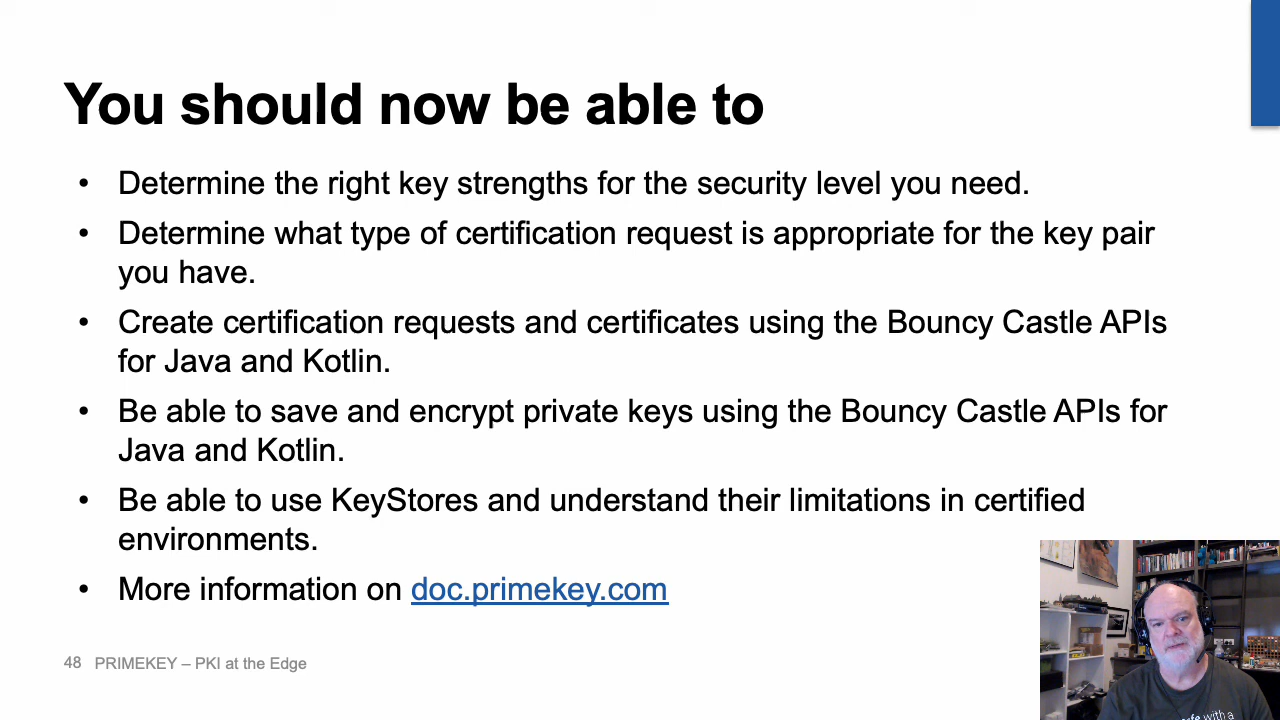 You should now be able to
• Determine the right key strengths for the security level you need.
• Determine what type of certification request is appropriate for the key pair
you have.
• Create certification requests and certificates using the Bouncy Castle APIs
for Java and Kotlin.
• Be able to save and encrypt private keys using the Bouncy Castle APIs for
Java and Kotlin.
• Be able to use KeyStores and understand their limitations in certified
environments.
• More information on doc.primekey.com
48 PRIMEKEY – PKI at the Edge
with a